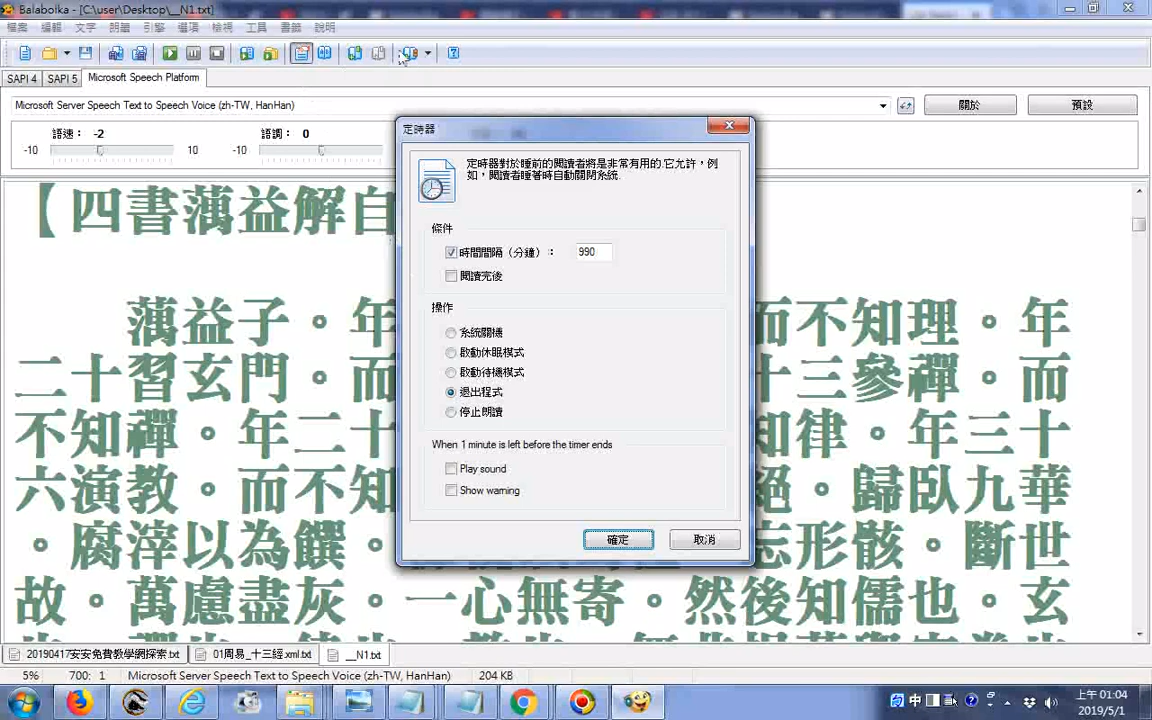 Balabolka - [C:\user\Desktop\__N1.txt]
檔案 編輯 文字 朗讀 引擎 選項 檢視 工具 書籤 說明
SAPI 4 SAPI 5 Microsoft Speech Platform
Microsoft Server Speech Text to Speech Voice (zh-TW, HanHan)
關於 預設
語速： -2 語調： 0
-10 10 -10
定時器
定時器對於睡前的閱讀者將是非常有用的.它允許，例
如，閱讀者睡著時自動關閉系統.
條件
時間間隔（分鐘）： 990
閱讀完後
操作
系統關機
啟動休眠模式
啟動待機模式
退出程式
停止朗讀
When 1 minute is left before the timer ends
Play sound
Show warning
確定 取消
【四書蕅益解自
蕅益子。年 而不知理。年
二十習玄門。而 十三參禪。而
不知禪。年二十 知律。年三十
六演教。而不知 絕。歸臥九華
。腐滓以為饌。 忘形骸。斷世
故。萬慮盡灰。一心無寄。然後知儒也。玄
20190417安安免費教學網探索.txt 01周易_十三經.xml.txt __N1.txt
5% 700: 1 Microsoft Server Speech Text to Speech Voice (zh-TW, HanHan) 204 KB
中
上午 01:04
2019/5/1